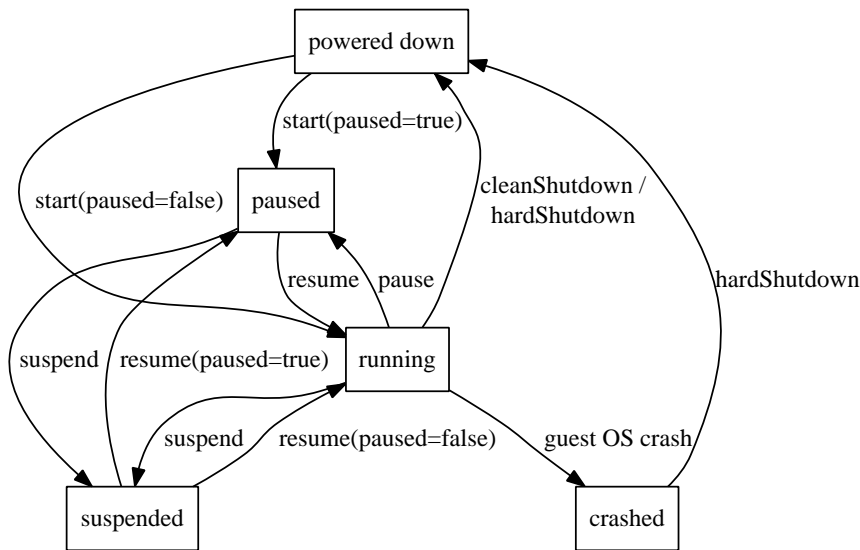 powered down
start(paused=true)
cleanShutdown /
hardShutdown
start(paused=false)
paused
resume
pause
hardShutdown
suspend
resume(paused=true)
running
suspend
resume(paused=false)
guest OS crash
suspended
crashed